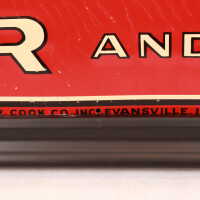 R AND
COOK CO. INC. EVANSVILLE,